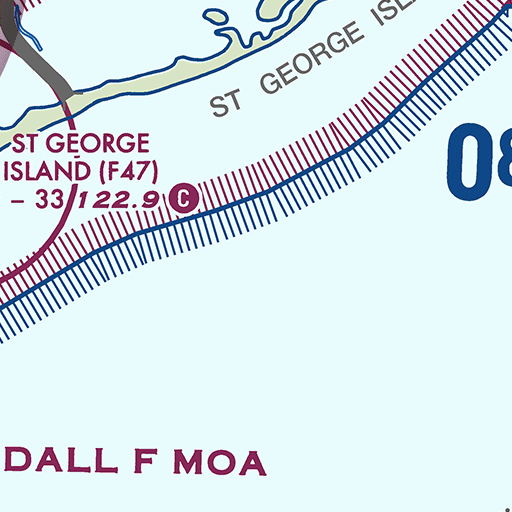 ST GEORGE ISL
ST GEORGE
ISLAND (F47)
– 33 122.9 C
08
DALL F MOA